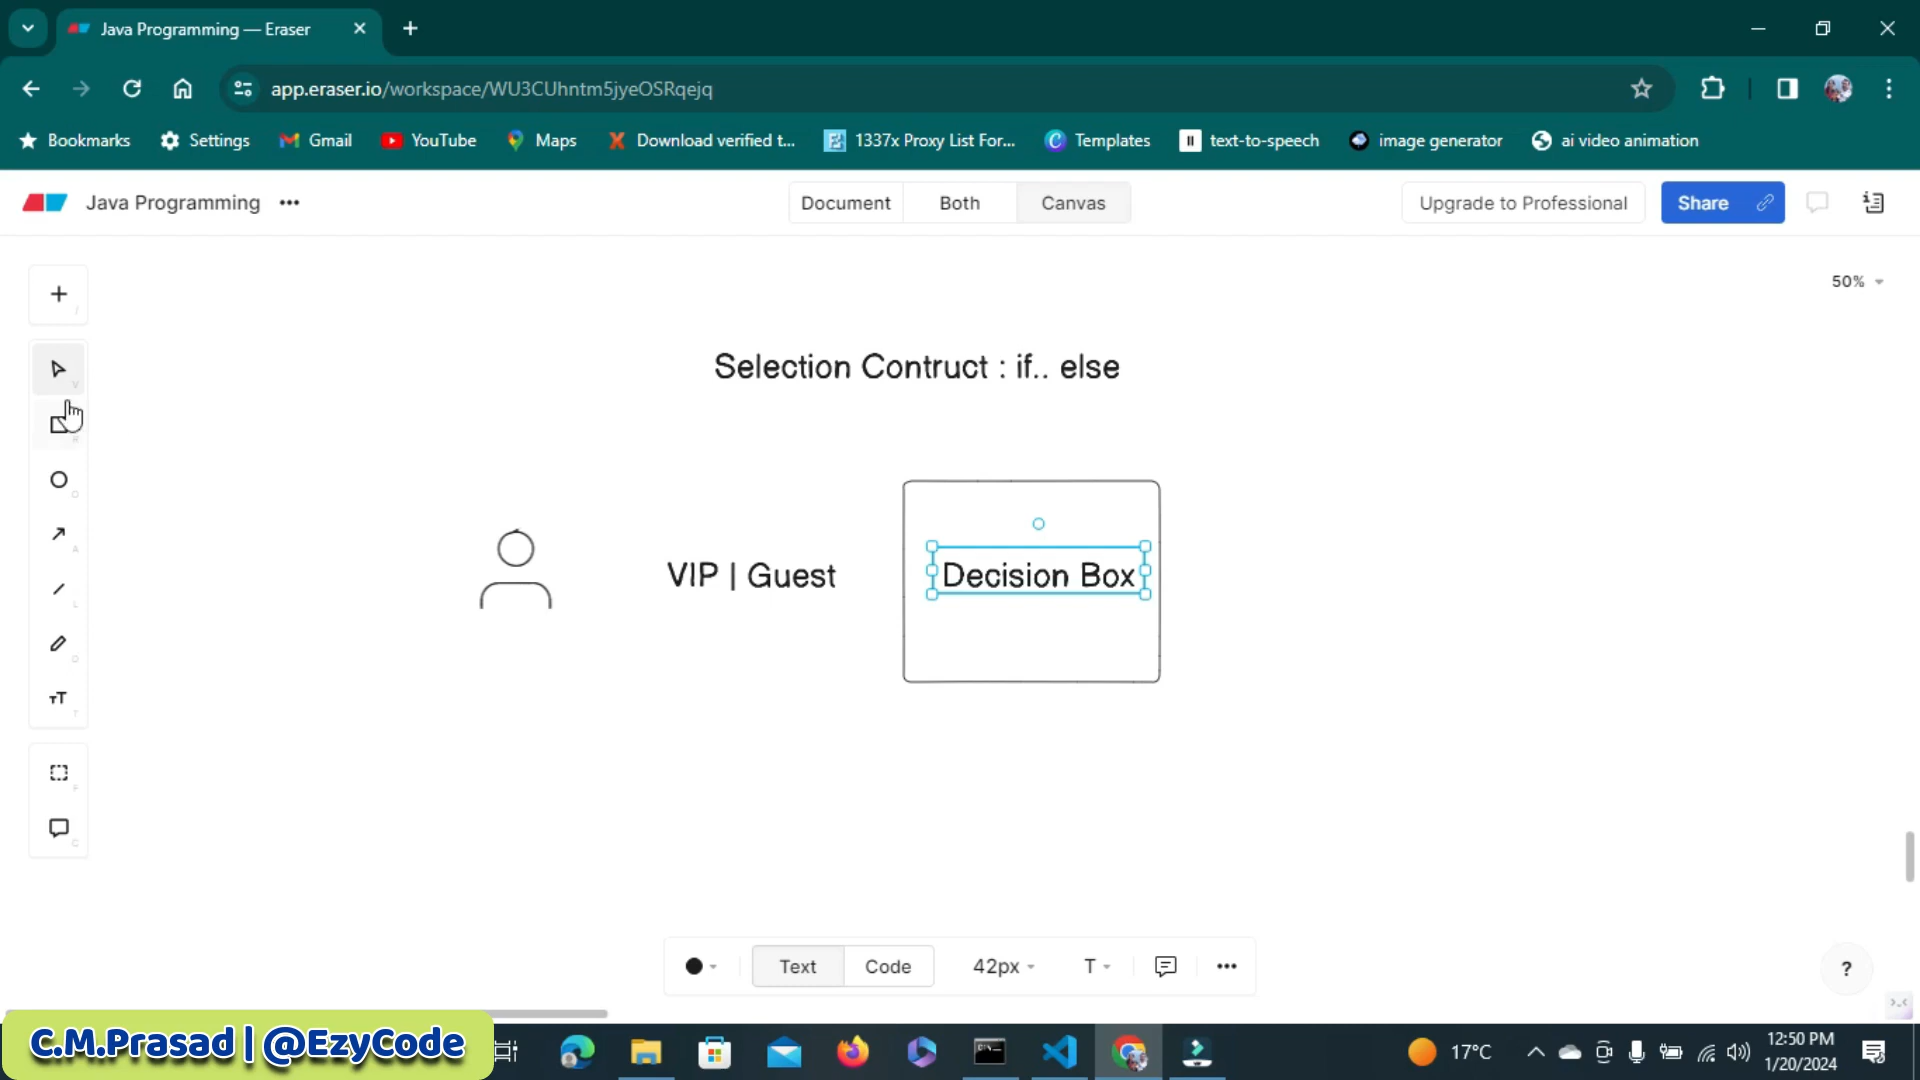 Java Programming — Eraser
app.eraser.io/workspace/WU3CUhntm5jyeOSRqejq
Bookmarks Settings Gmail YouTube Maps Download verified t... 1337x Proxy List For... Templates text-to-speech image generator ai video animation
Java Programming ••• Document Both Canvas Upgrade to Professional Share
50%
Selection Contruct : if.. else
VIP | Guest Decision Box
Text Code 42px T •••
?
C.M.Prasad | @EzyCode
17°C
12:50 PM
1/20/2024